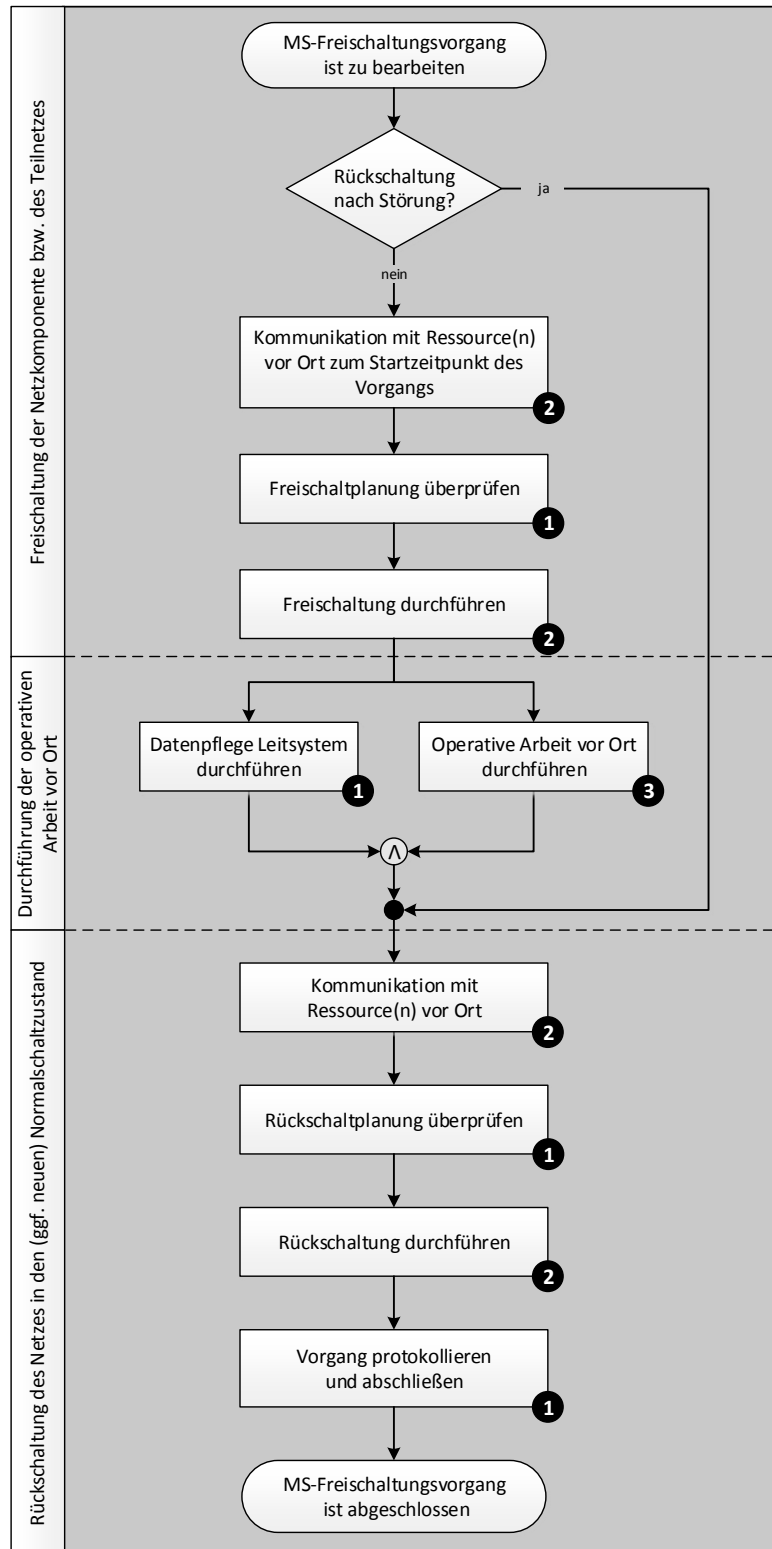 Freischaltung der Netzkomponente bzw. des Teilnetzes
MS-Freischaltungsvorgang
ist zu bearbeiten
Rückschaltung
nach Störung?
ja
nein
Kommunikation mit Ressource(n)
vor Ort zum Startzeitpunkt des
Vorgangs
2
Freischaltplanung überprüfen
1
Freischaltung durchführen
2
Durchführung der operativen
Arbeit vor Ort
Datenpflege Leitsystem
durchführen
1
Operative Arbeit vor Ort
durchführen
3
Λ
Rückschaltung des Netzes in den (ggf. neuen) Normalschaltzustand
Kommunikation mit
Ressource(n) vor Ort
2
Rückschaltplanung überprüfen
1
Rückschaltung durchführen
2
Vorgang protokollieren
und abschließen
1
MS-Freischaltungsvorgang
ist abgeschlossen